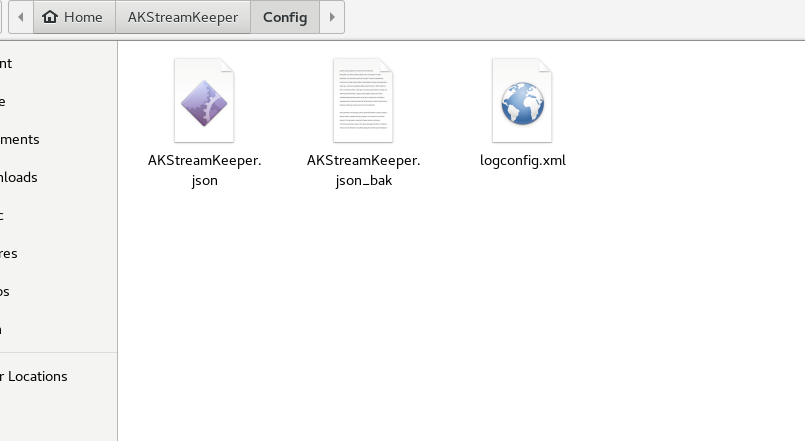 Home AKStreamKeeper Config
nt
e
ments
nloads
c
res
os
r Locations
AKStreamKeeper.
json
AKStreamKeeper.
json_bak
logconfig.xml